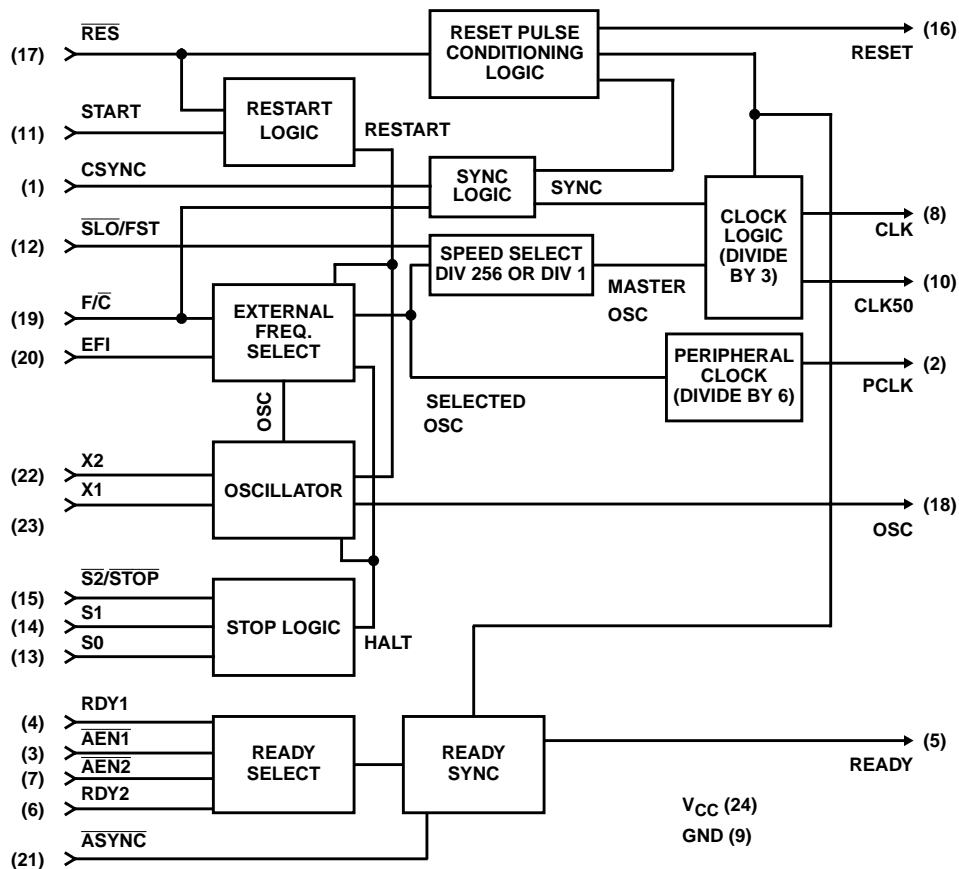 RES
(17)
RESET PULSE
CONDITIONING
LOGIC
(16)
RESET
START
(11)
RESTART
LOGIC
RESTART
CSYNC
(1)
SYNC
LOGIC
SYNC
SLO/FST
(12)
SPEED SELECT
DIV 256 OR DIV 1
MASTER
OSC
CLOCK
LOGIC
(DIVIDE
BY 3)
(8)
CLK
(10)
CLK50
F/C
(19)
EFI
(20)
EXTERNAL
FREQ.
SELECT
OSC
SELECTED
OSC
PERIPHERAL
CLOCK
(DIVIDE BY 6)
(2)
PCLK
X2
(22)
X1
(23)
OSCILLATOR
(18)
OSC
S2/STOP
(15)
S1
(14)
S0
(13)
STOP LOGIC
HALT
RDY1
(4)
AEN1
(3)
AEN2
(7)
RDY2
(6)
READY
SELECT
READY
SYNC
(5)
READY
ASYNC
(21)
VCC (24)
GND (9)